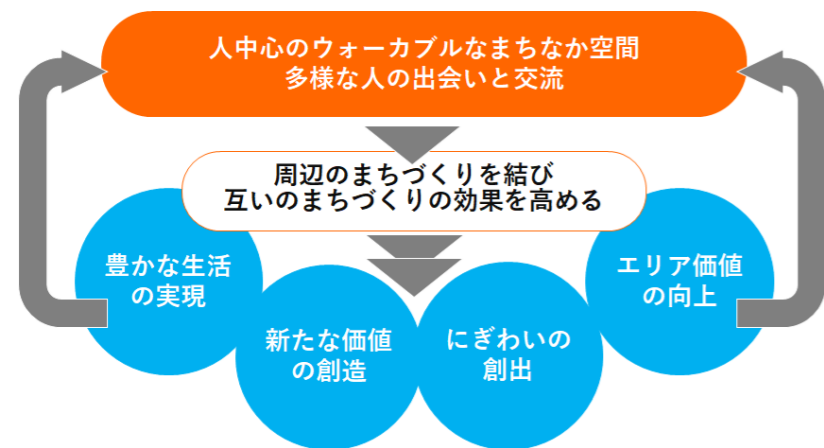 人中心のウォーカブルなまちなか空間
多様な人の出会いと交流
周辺のまちづくりを結び
互いのまちづくりの効果を高める
豊かな生活
の実現
新たな価値
の創造
にぎわいの
創出
エリア価値
の向上